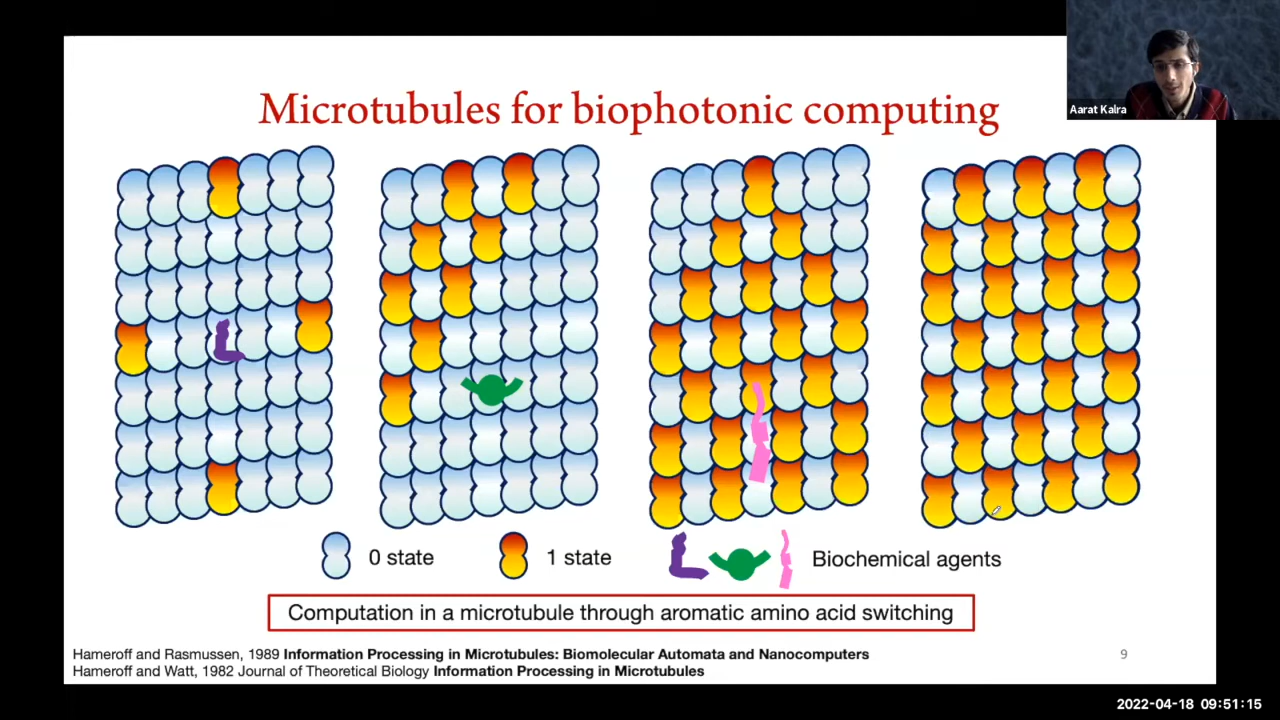 Aarat Kalra
Microtubules for biophotonic computing
0 state
1 state
Biochemical agents
Computation in a microtubule through aromatic amino acid switching
Hameroff and Rasmussen, 1989 Information Processing in Microtubules: Biomolecular Automata and Nanocomputers
Hameroff and Watt, 1982 Journal of Theoretical Biology Information Processing in Microtubules
9
2022-04-18 09:51:15